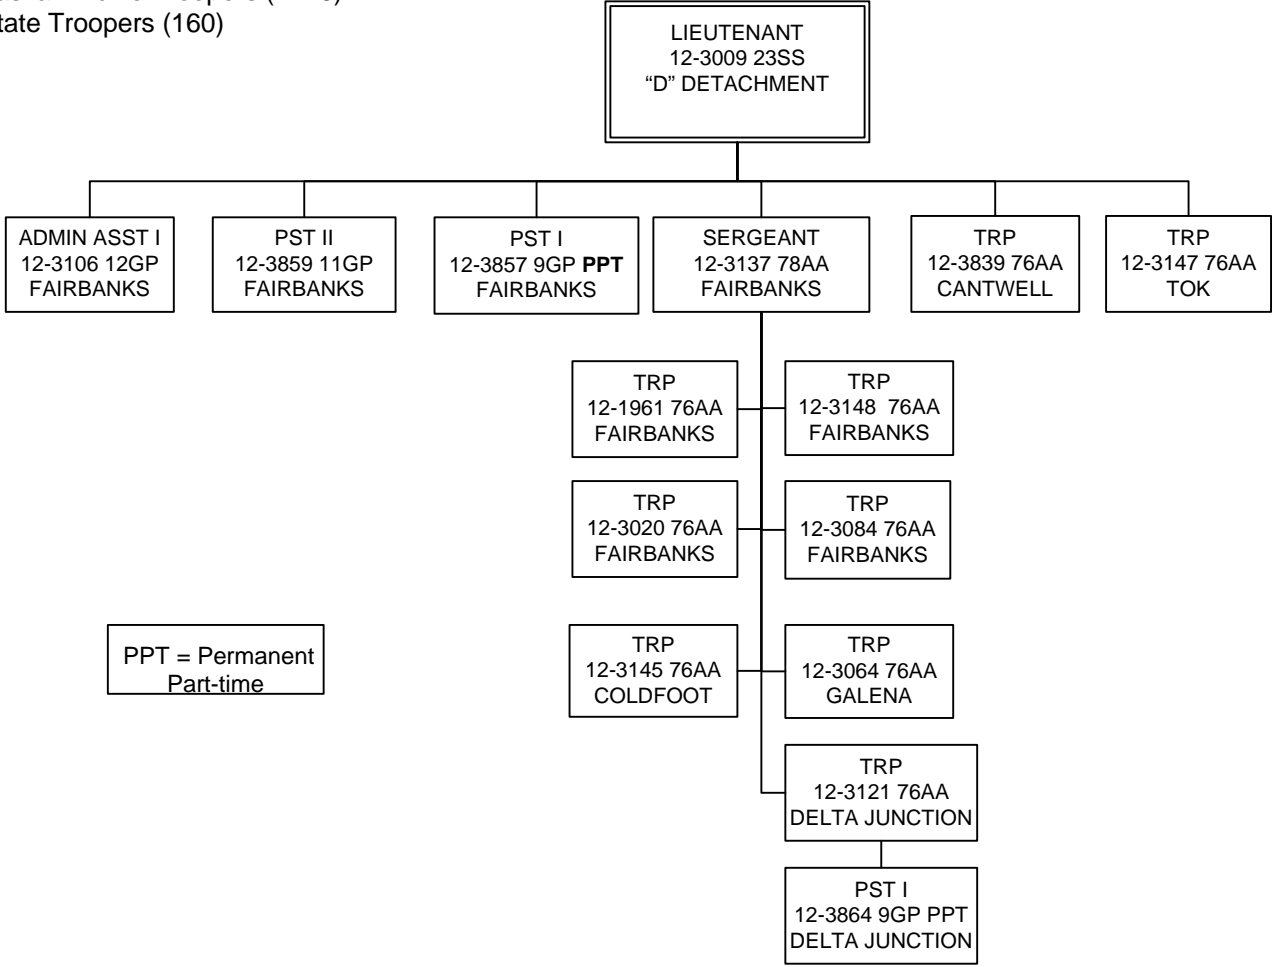 tate Troopers (160)
LIEUTENANT
12-3009 23SS
“D” DETACHMENT
ADMIN ASST I
12-3106 12GP
FAIRBANKS
PST II
12-3859 11GP
FAIRBANKS
PST I
12-3857 9GP PPT
FAIRBANKS
SERGEANT
12-3137 78AA
FAIRBANKS
TRP
12-3839 76AA
CANTWELL
TRP
12-3147 76AA
TOK
TRP
12-1961 76AA
FAIRBANKS
TRP
12-3148 76AA
FAIRBANKS
TRP
12-3020 76AA
FAIRBANKS
TRP
12-3084 76AA
FAIRBANKS
PPT = Permanent
Part-time
TRP
12-3145 76AA
COLDFOOT
TRP
12-3064 76AA
GALENA
TRP
12-3121 76AA
DELTA JUNCTION
PST I
12-3864 9GP PPT
DELTA JUNCTION